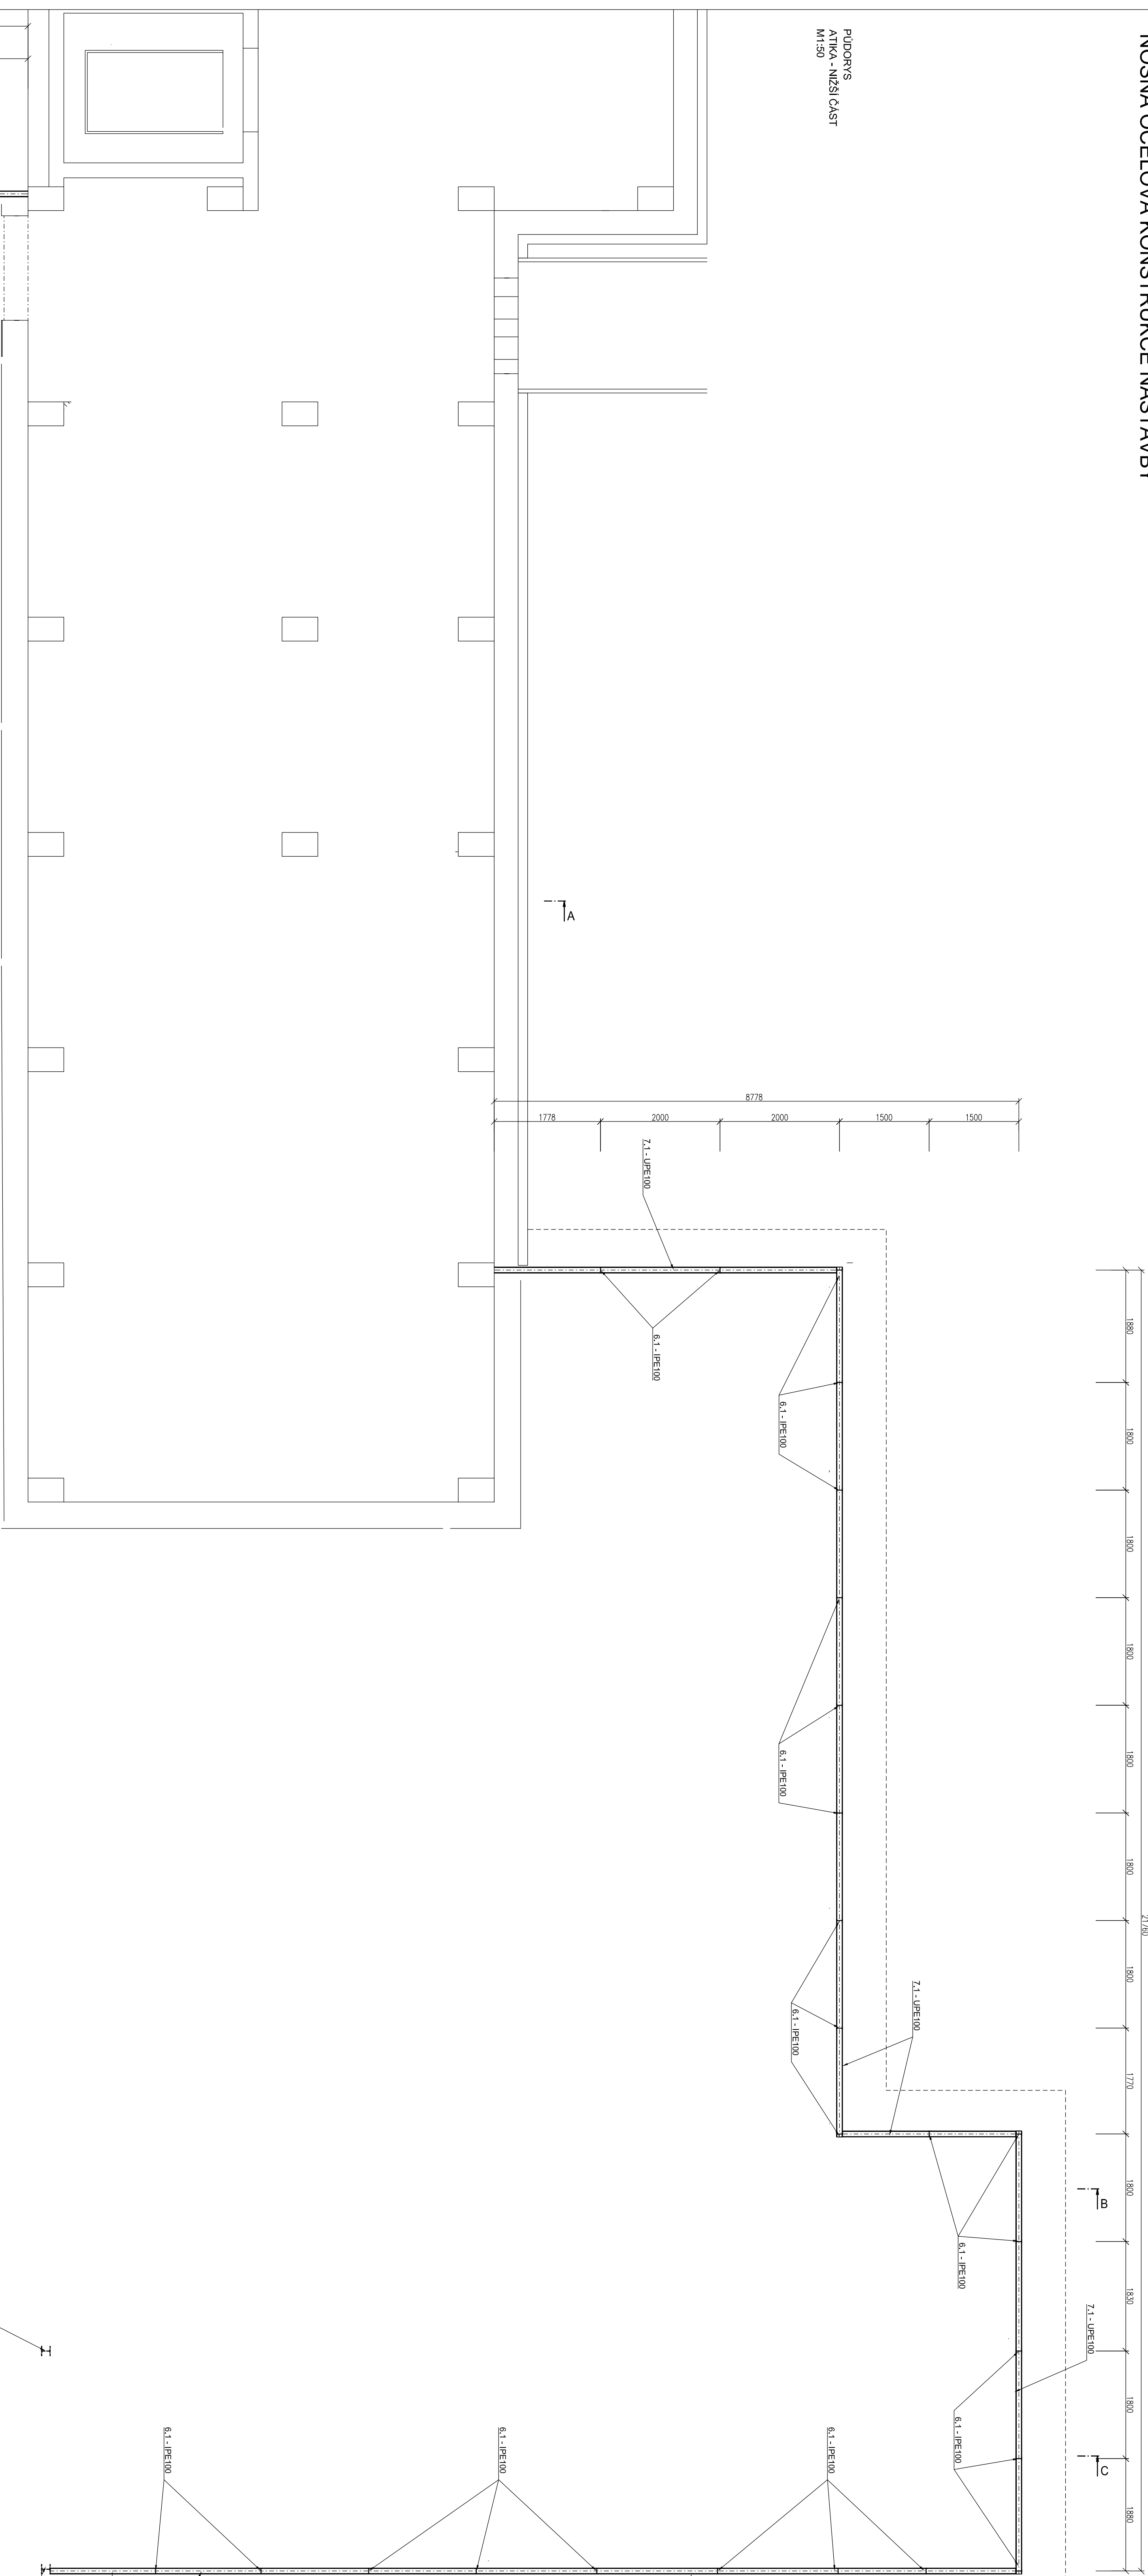 NOSNÁ OCELOVÁ KONSTRUKCE NÁSTAVBY
PŮDORYS
ATIKA - NIŽŠÍ ČÁST
M1:50
A
8778
1778
2000
2000
1500
1500
7.1 - UPE100
6.1 - IPE100
6.1 - IPE100
6.1 - IPE100
6.1 - IPE100
7.1 - UPE100
6.1 - IPE100
7.1 - UPE100
6.1 - IPE100
B
C
21760
1880
1800
1800
1800
1800
1800
1800
1770
1800
1830
1800
1880
6.1 - IPE100
6.1 - IPE100
6.1 - IPE100